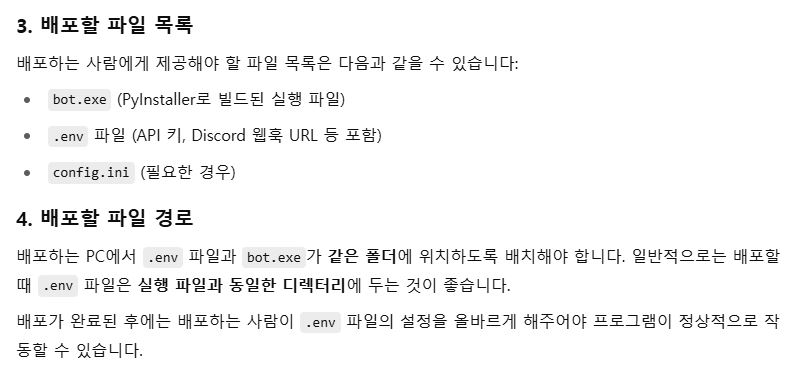 3. 배포할 파일 목록
배포하는 사람에게 제공해야 할 파일 목록은 다음과 같을 수 있습니다:
• bot.exe (PyInstaller로 빌드된 실행 파일)
• .env 파일 (API 키, Discord 웹훅 URL 등 포함)
• config.ini (필요한 경우)
4. 배포할 파일 경로
배포하는 PC에서 .env 파일과 bot.exe가 같은 폴더에 위치하도록 배치해야 합니다. 일반적으로는 배포할
때 .env 파일은 실행 파일과 동일한 디렉터리에 두는 것이 좋습니다.
배포가 완료된 후에는 배포하는 사람이 .env 파일의 설정을 올바르게 해주어야 프로그램이 정상적으로 작
동할 수 있습니다.